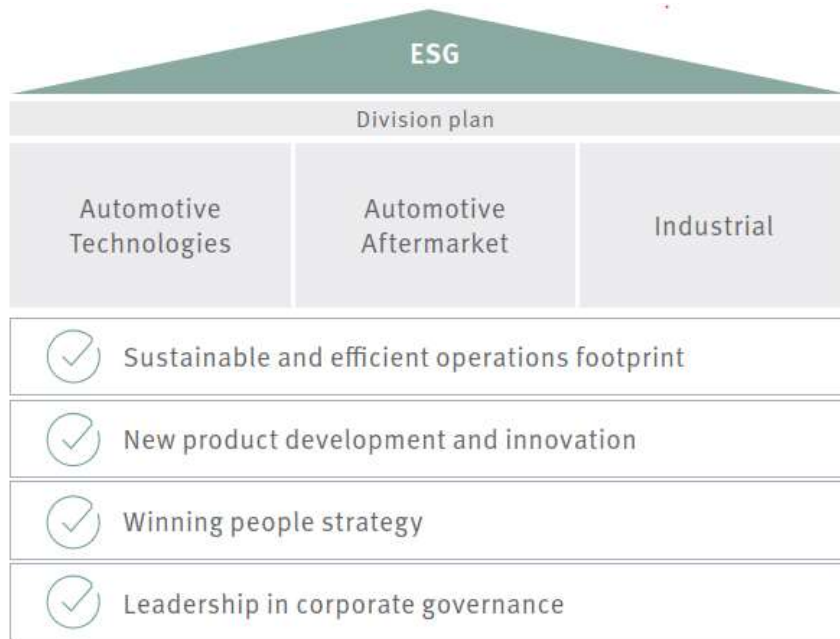 ESG
Division plan
Automotive
Technologies
Automotive
Aftermarket
Industrial
Sustainable and efficient operations footprint
New product development and innovation
Winning people strategy
Leadership in corporate governance